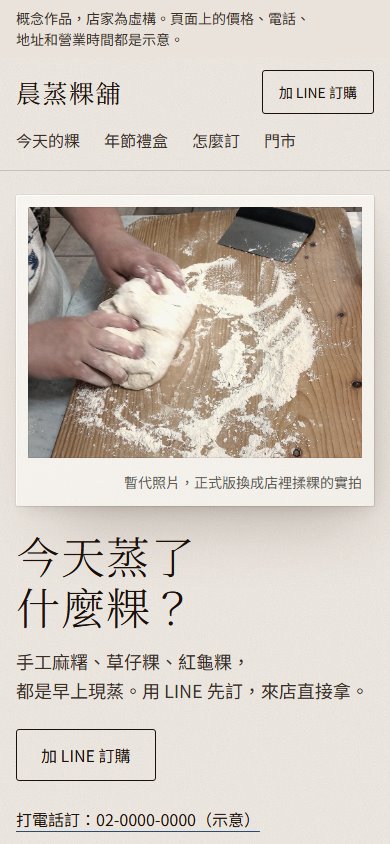 概念作品，店家為虛構。頁面上的價格、電話、
地址和營業時間都是示意。
晨蒸粿舖
加 LINE 訂購
今天的粿
年節禮盒
怎麼訂
門市
暫代照片，正式版換成店裡揉粿的實拍
今天蒸了
什麼粿？
手工麻糬、草仔粿、紅龜粿，
都是早上現蒸。用 LINE 先訂，來店直接拿。
加 LINE 訂購
打電話訂：02-0000-0000（示意）